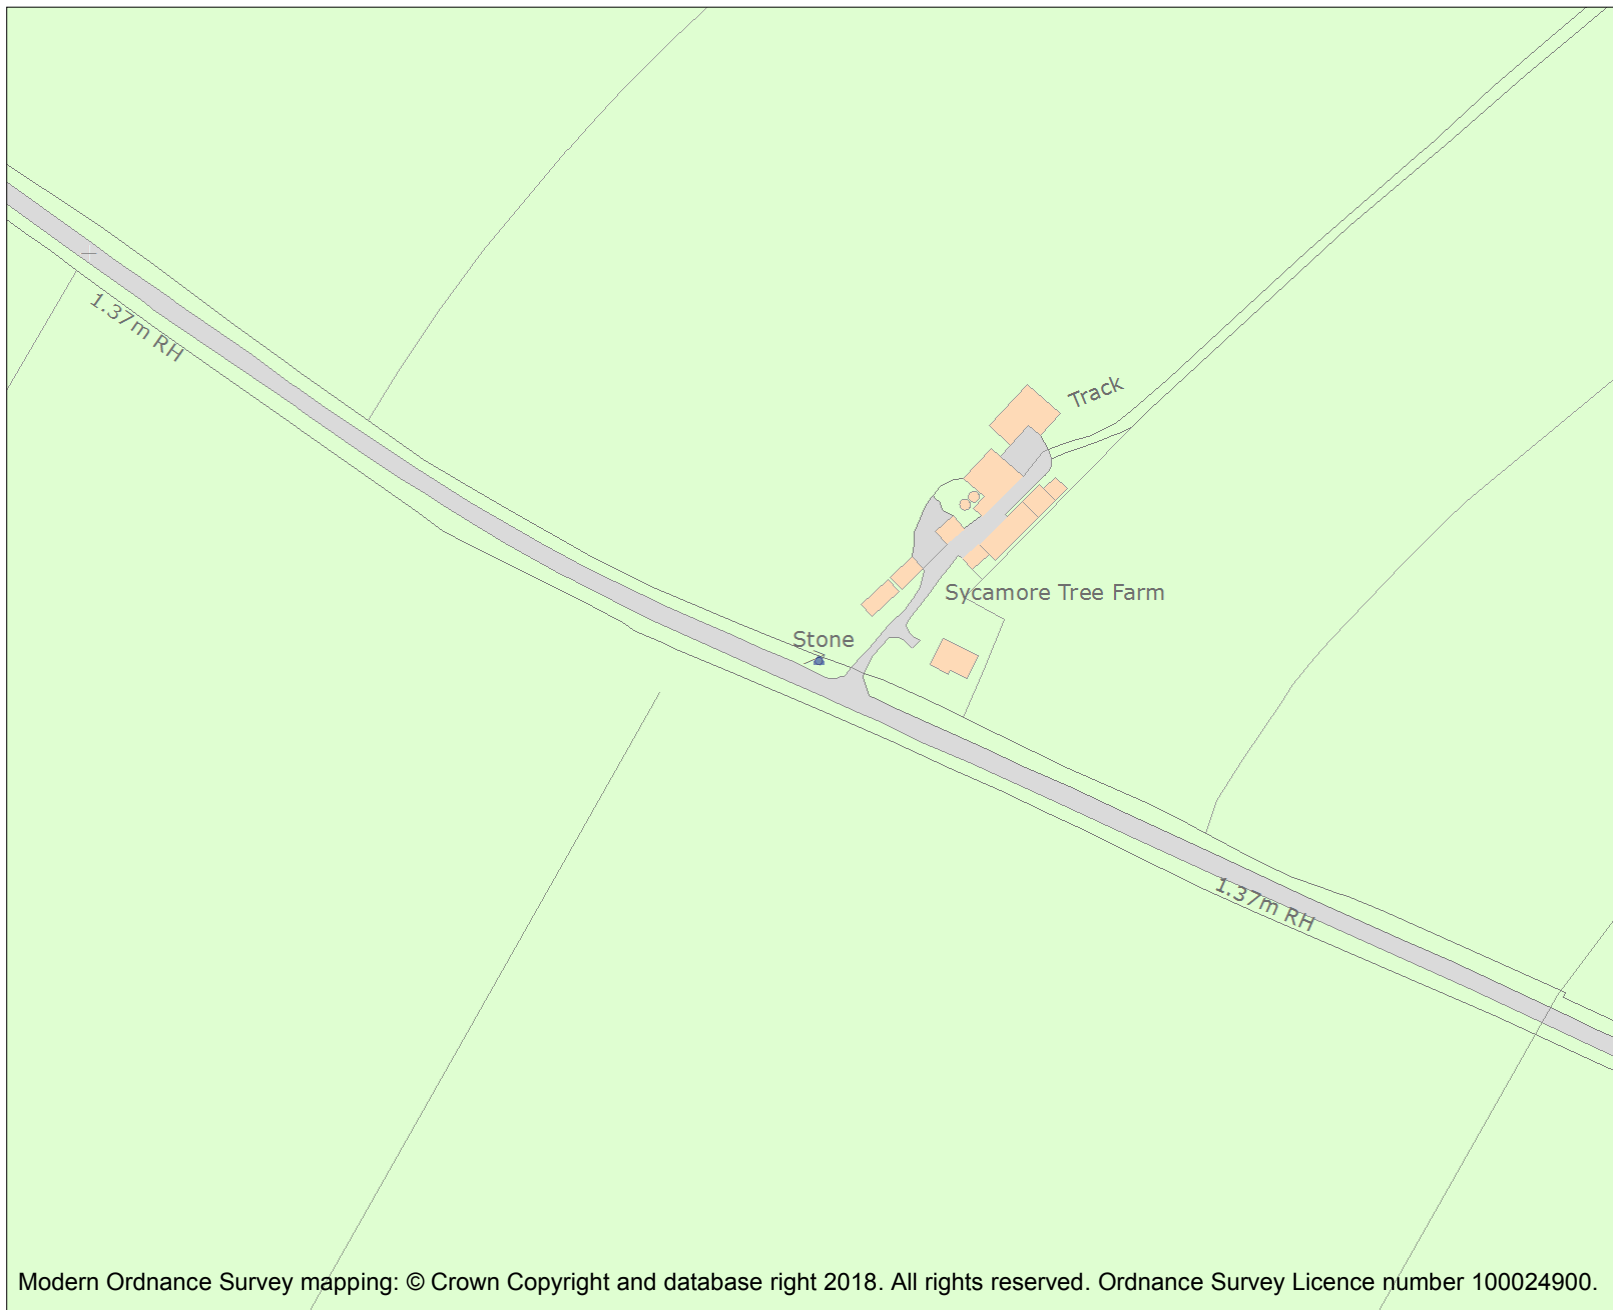 1.37m RH
Track
Sycamore Tree Farm
Stone
1.37m RH
Modern Ordnance Survey mapping: © Crown Copyright and database right 2018. All rights reserved. Ordnance Survey Licence number 100024900.